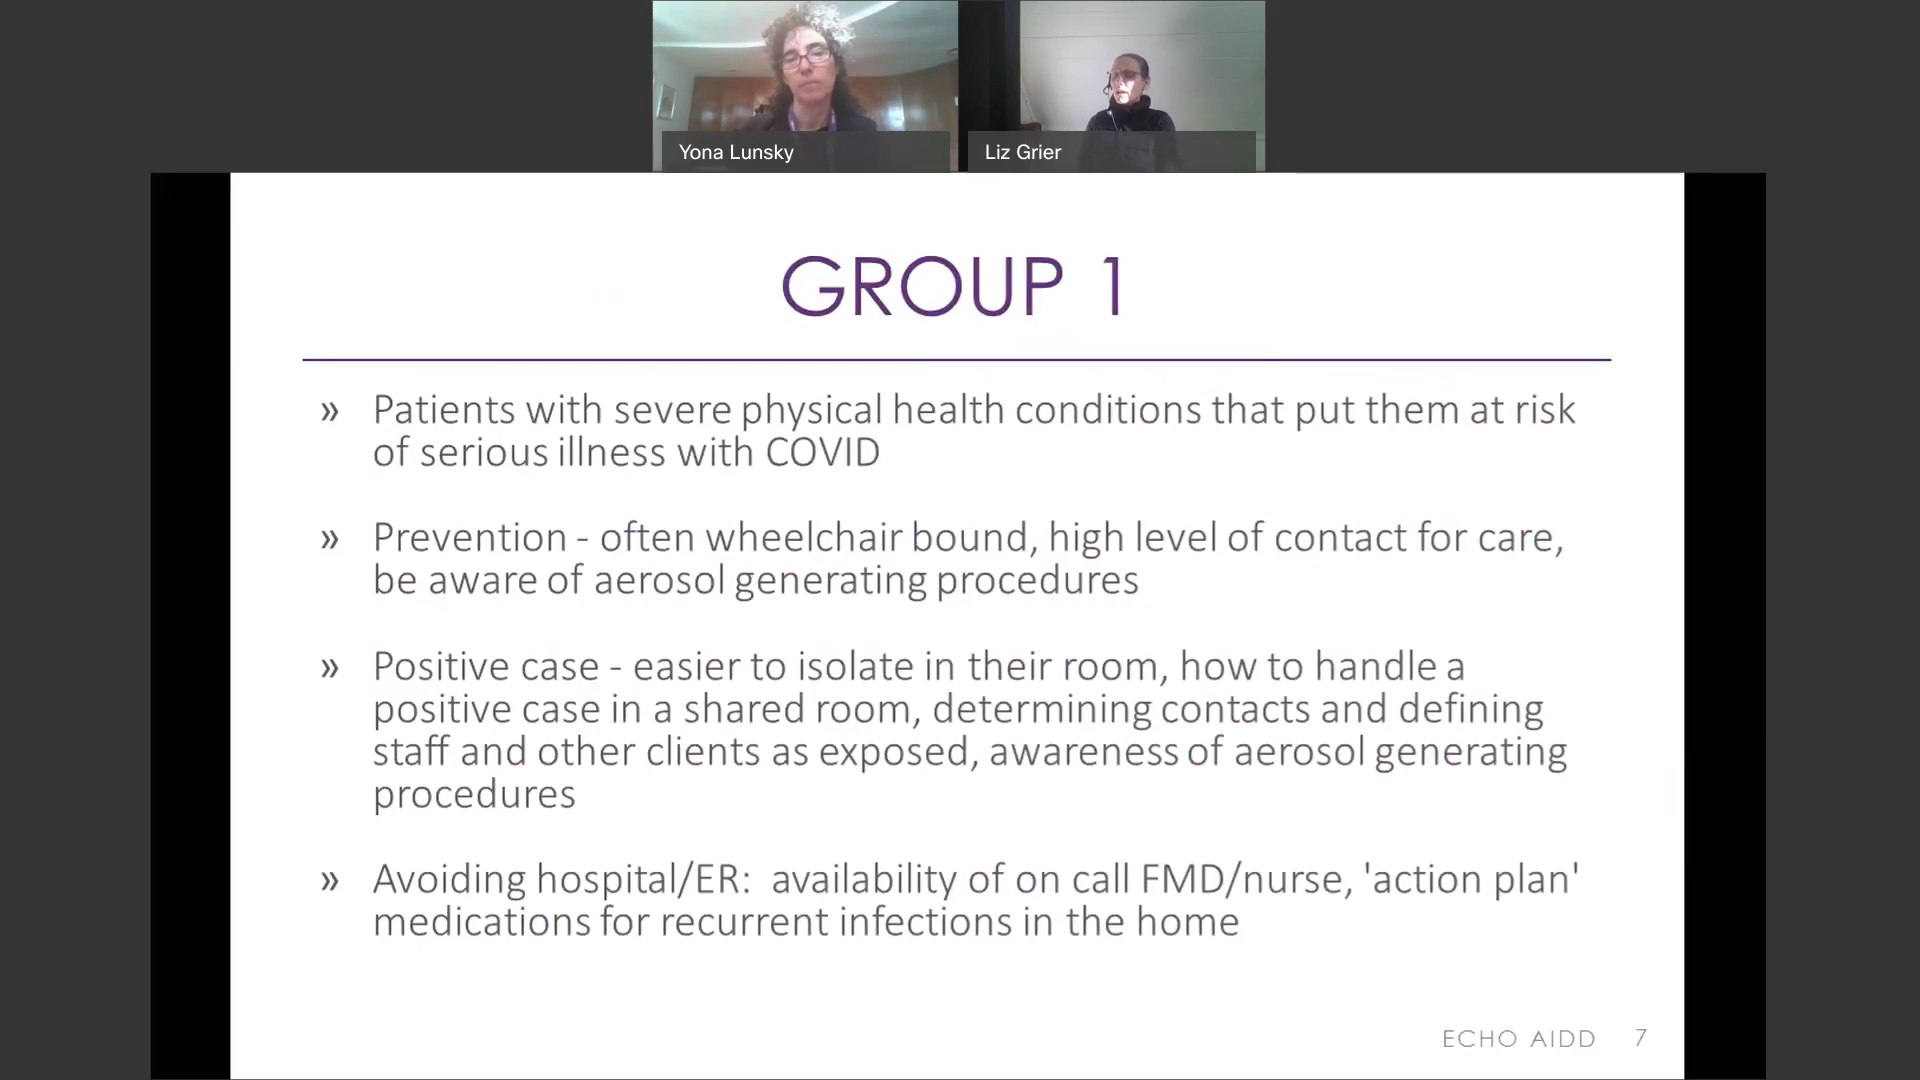 Yona Lunsky
Liz Grier
GROUP 1
» Patients with severe physical health conditions that put them at risk
of serious illness with COVID
» Prevention - often wheelchair bound, high level of contact for care,
be aware of aerosol generating procedures
» Positive case - easier to isolate in their room, how to handle a
positive case in a shared room, determining contacts and defining
staff and other clients as exposed, awareness of aerosol generating
procedures
» Avoiding hospital/ER:  availability of on call FMD/nurse, 'action plan'
medications for recurrent infections in the home
ECHO AIDD 7